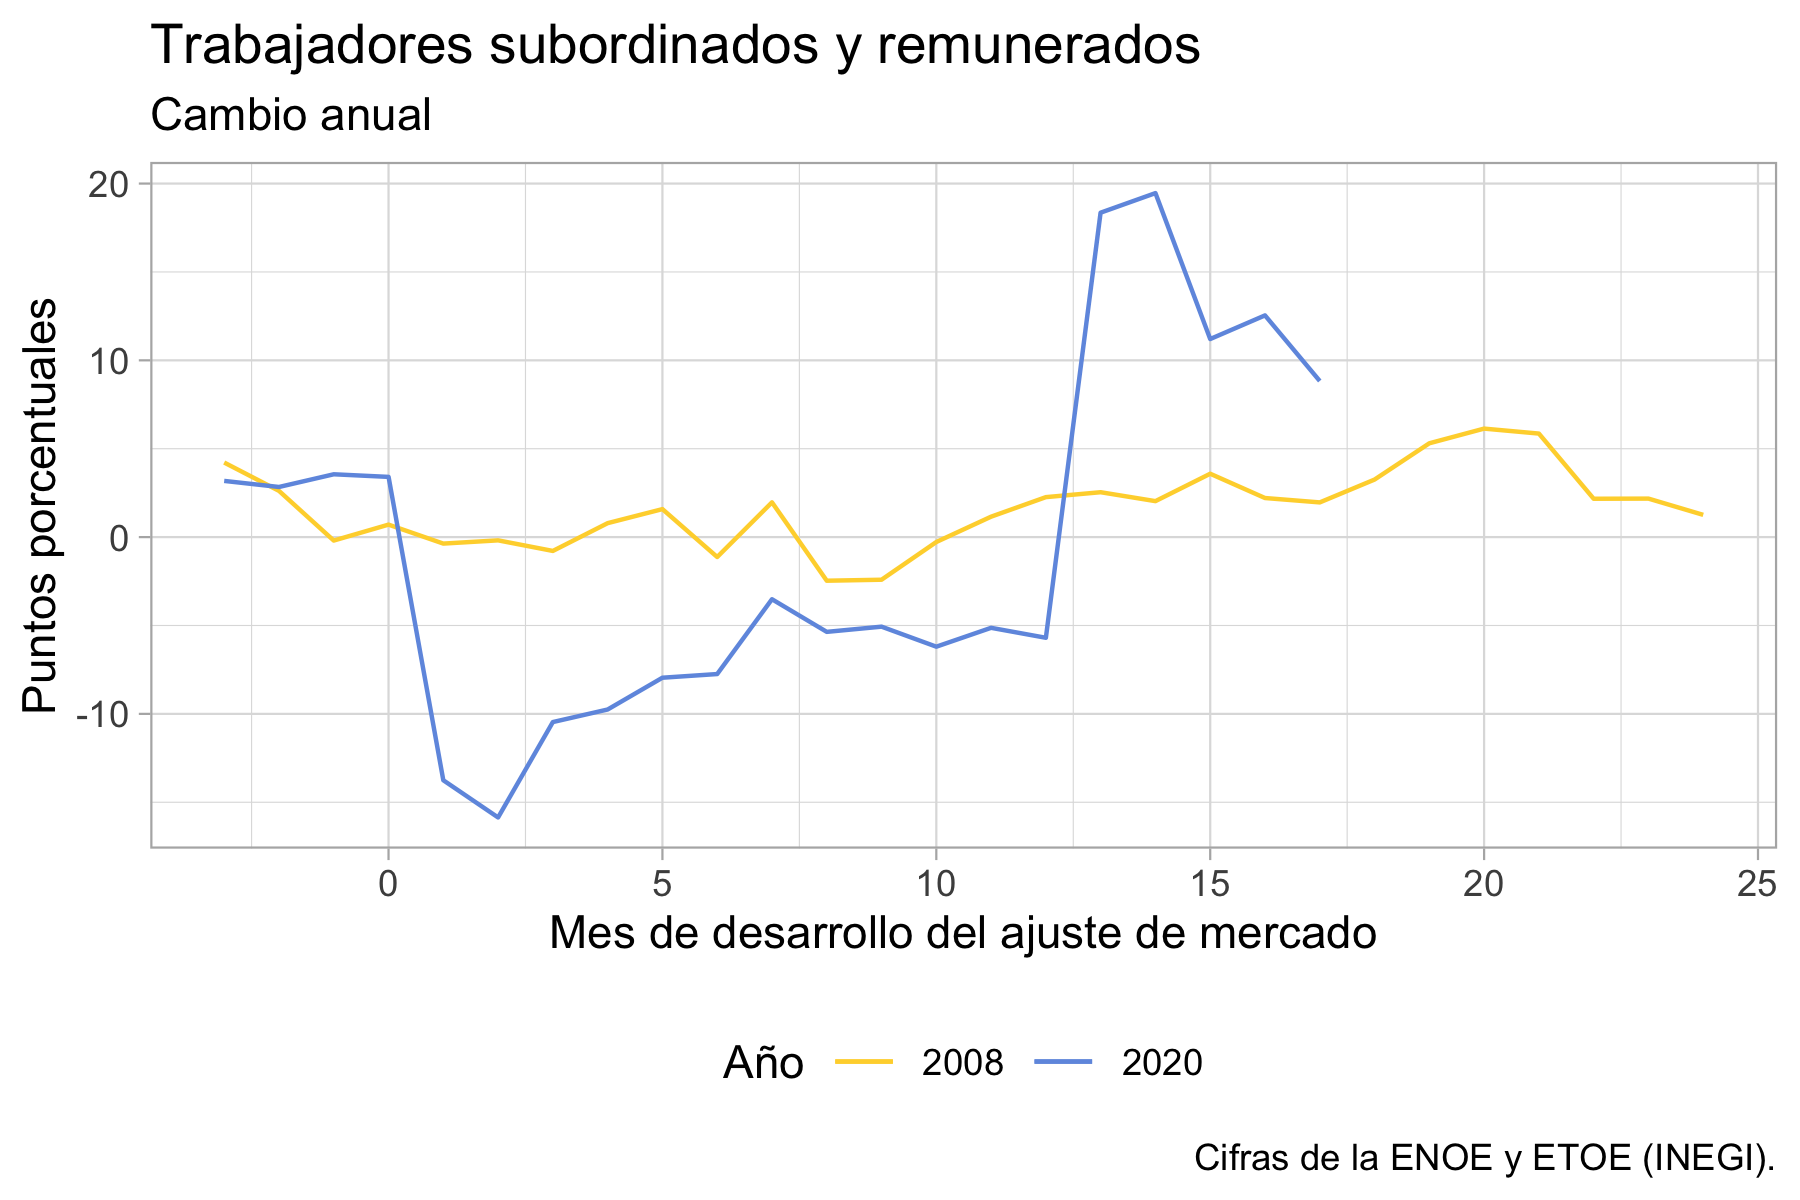 Trabajadores subordinados y remunerados
Cambio anual
Puntos porcentuales
20
10
0
-10
0 5 10 15 20 25
Mes de desarrollo del ajuste de mercado
Año 2008 2020
Cifras de la ENOE y ETOE (INEGI).